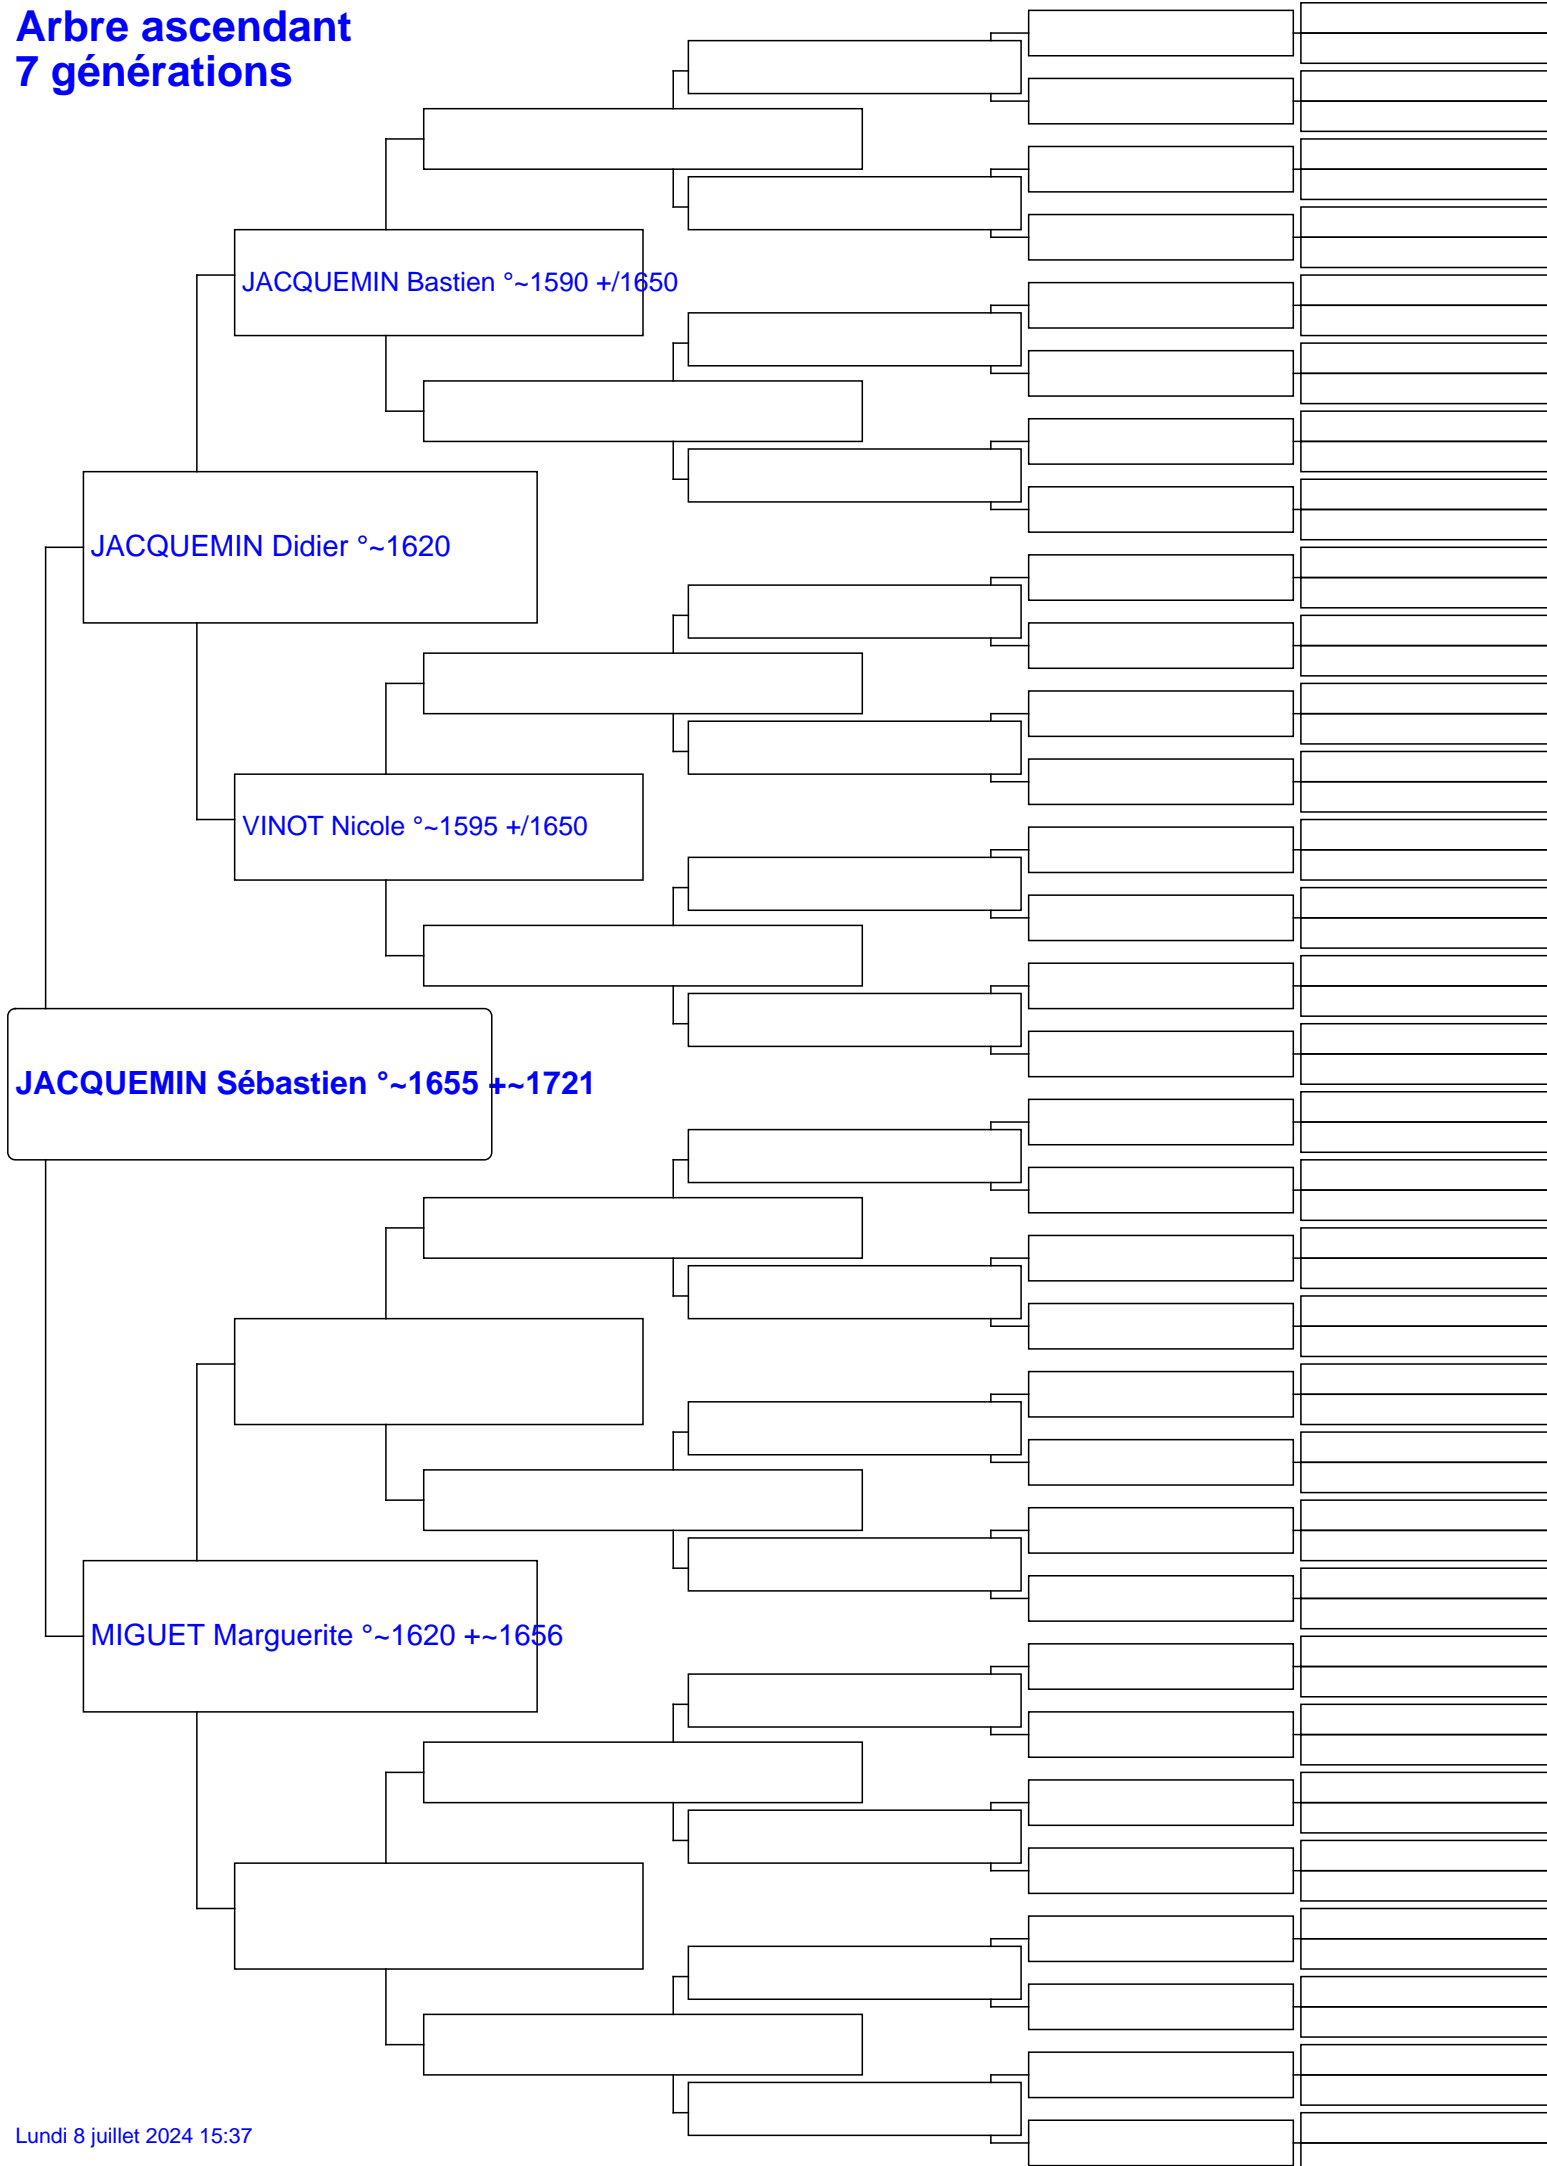 Arbre ascendant
7 générations
JACQUEMIN Bastien °~1590 +/1650
JACQUEMIN Didier °~1620
VINOT Nicole °~1595 +/1650
JACQUEMIN Sébastien °~1655 +~1721
MIGUET Marguerite °~1620 +~1656
Lundi 8 juillet 2024 15:37